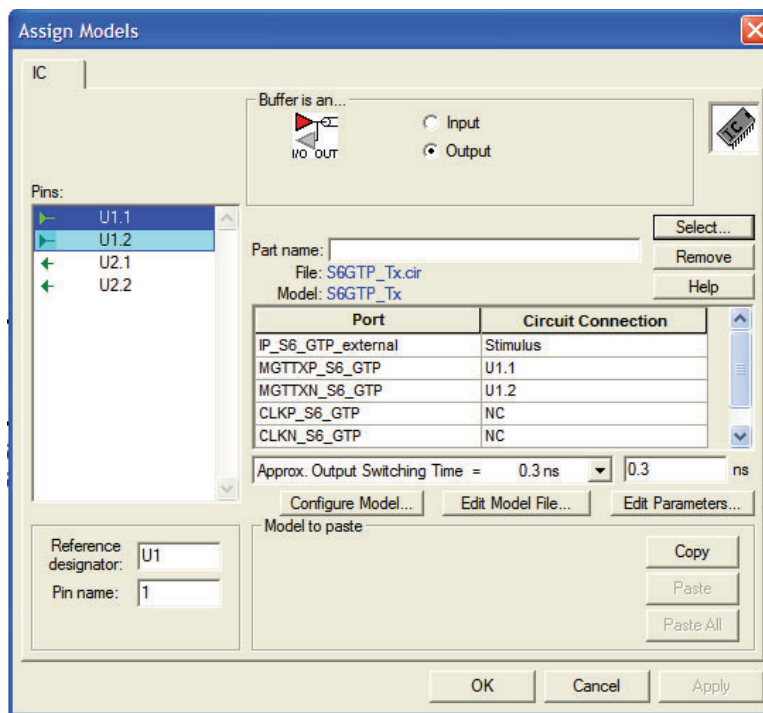 Assign Models
IC
Buffer is an...
I/O OUT
Input
Output
IC
Pins:
U1.1
U1.2
U2.1
U2.2
Select...
Part name:
Remove
File: S6GTP_Tx.cir
Model: S6GTP_Tx
Help
Port Circuit Connection
IP_S6_GTP_external Stimulus
MGTTXP_S6_GTP U1.1
MGTTXN_S6_GTP U1.2
CLKP_S6_GTP NC
CLKN_S6_GTP NC
Approx. Output Switching Time = 0.3 ns 0.3 ns
Configure Model... Edit Model File... Edit Parameters...
Reference designator: U1
Pin name: 1
Model to paste
Copy
Paste
Paste All
OK Cancel Apply